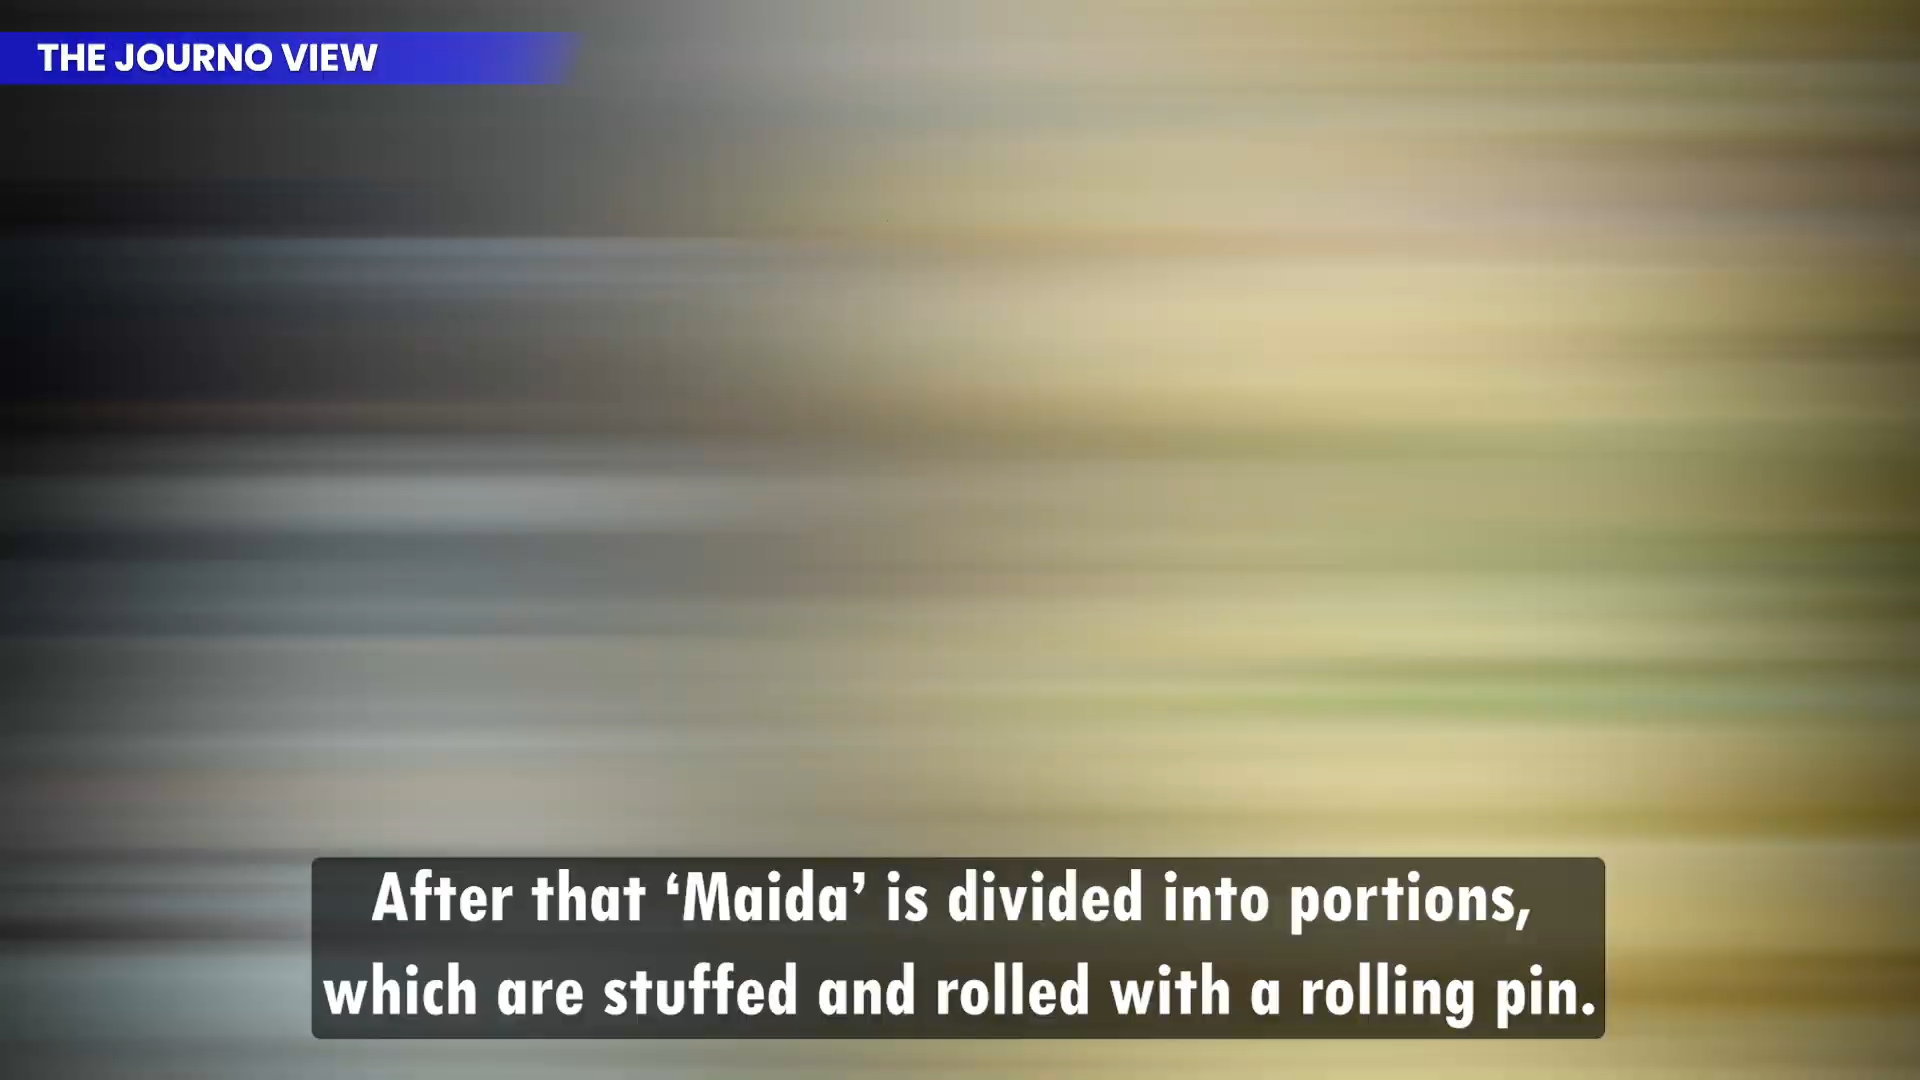 THE JOURNO VIEW
After that ‘Maida’ is divided into portions,
which are stuffed and rolled with a rolling pin.